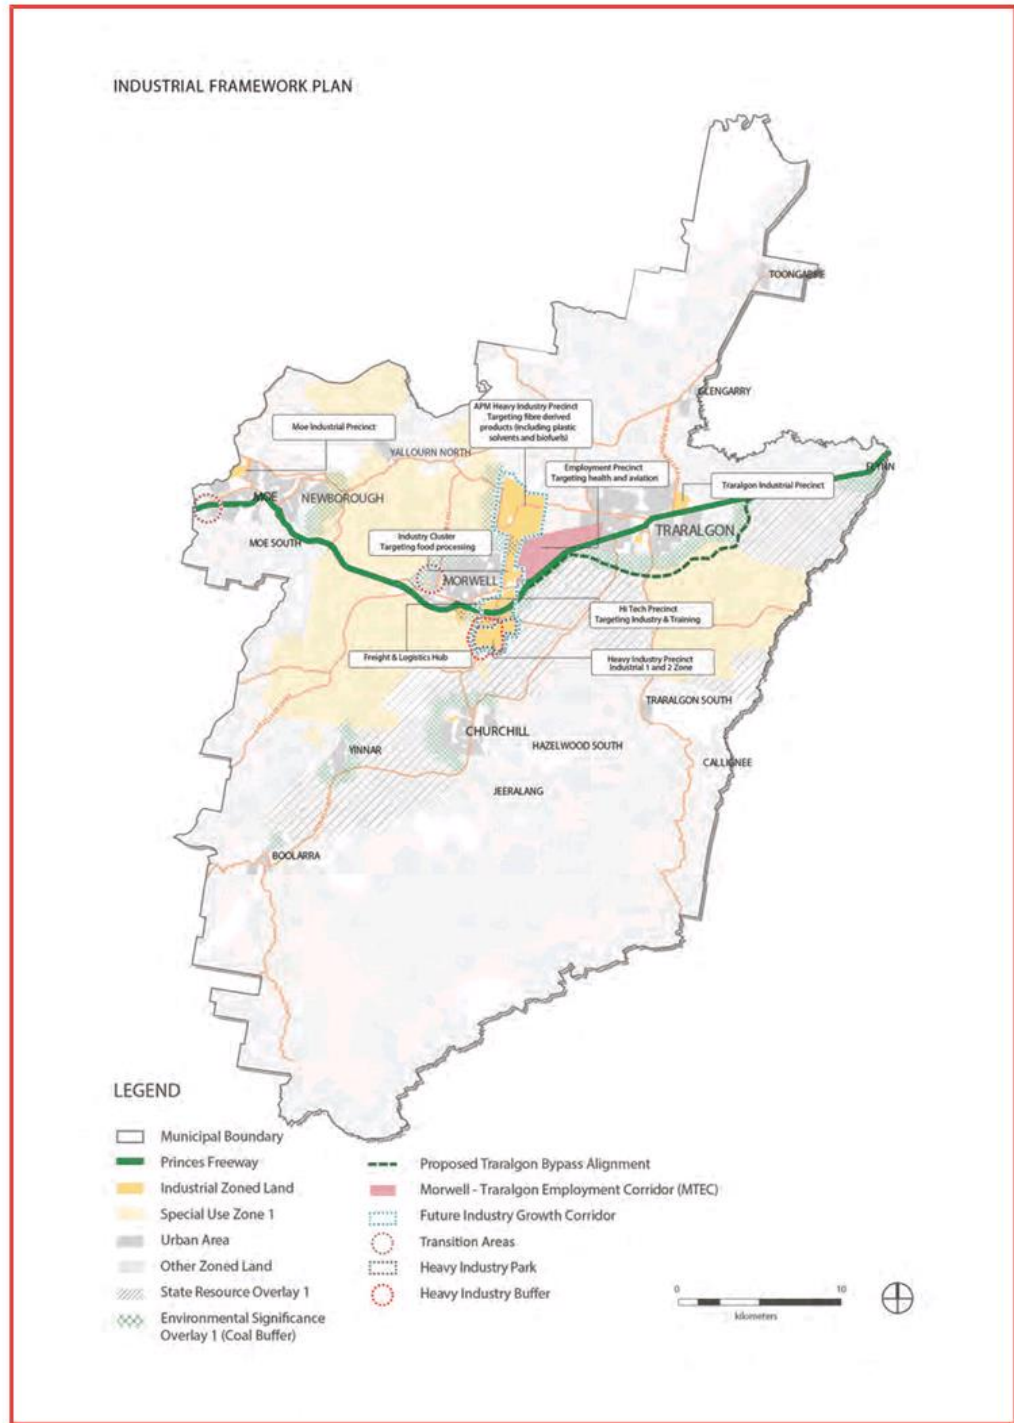 INDUSTRIAL FRAMEWORK PLAN
TOONGABBIE
GLENGARRY
APM Heavy Industry Precinct
Targeting fibre derived
products (including plastic
solvents and biofuels)
Moe Industrial Precinct
YALLOURN NORTH
Employment Precinct
Targeting health and aviation
FLYNN
Traralgon Industrial Precinct
MOE
NEWBOROUGH
TRARALGON
MOE SOUTH
Industry Cluster
Targeting food processing
MORWELL
Hi Tech Precinct
Targeting Industry & Training
Freight & Logistics Hub
Heavy Industry Precinct
Industrial 1 and 2 Zone
TRARALGON SOUTH
CHURCHILL
YINNAR
HAZELWOOD SOUTH
CALLIGNEE
JEERALANG
BOOLARRA
LEGEND
Municipal Boundary
Princes Freeway
Industrial Zoned Land
Special Use Zone 1
Urban Area
Other Zoned Land
State Resource Overlay 1
Environmental Significance
Overlay 1 (Coal Buffer)
Proposed Traralgon Bypass Alignment
Morwell - Traralgon Employment Corridor (MTEC)
Future Industry Growth Corridor
Transition Areas
Heavy Industry Park
Heavy Industry Buffer
0 10
kilometers